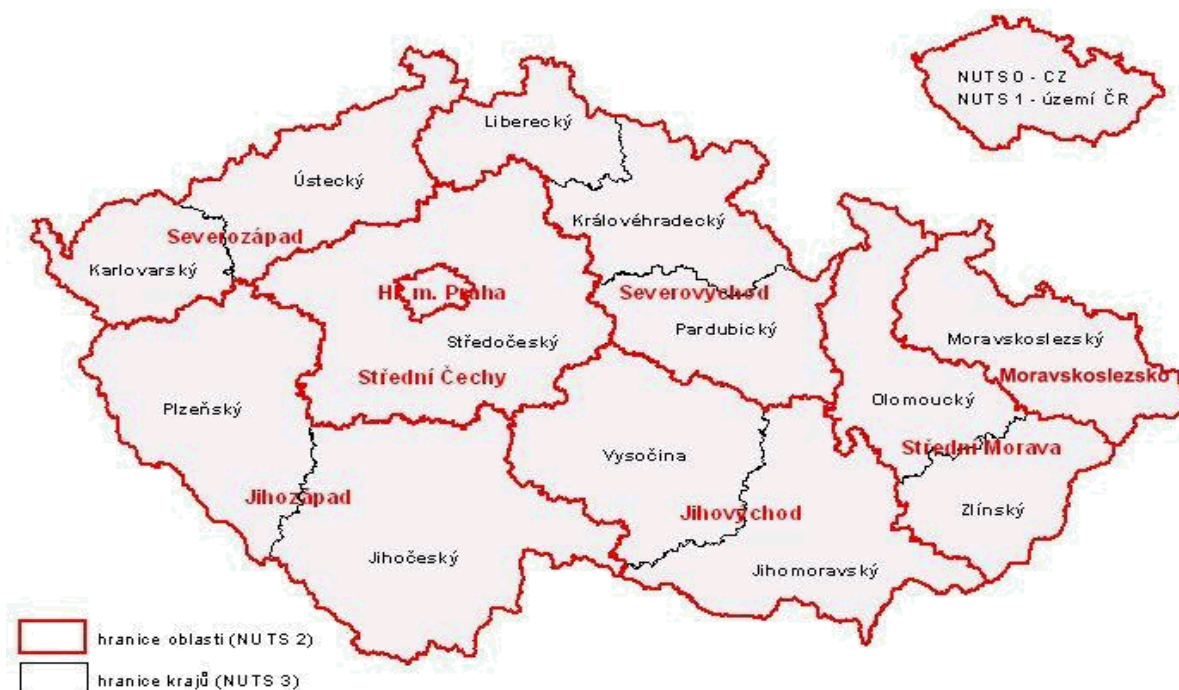 NUTS 0 - CZ
NUTS 1 - území ČR
Liberecký
Ústecký
Královéhradecký
Severozápad
Karlovarský
Hl. m. Praha
Severovýchod
Pardubický
Středočeský
Moravskoslezský
Střední Čechy
Moravskoslezsko
Plzeňský
Olomoucký
Vysočina
Střední Morava
Jihozápad
Jihovýchod
Zlínský
Jihočeský
Jihomoravský
hranice oblasti (NUTS 2)
hranice krajů (NUTS 3)